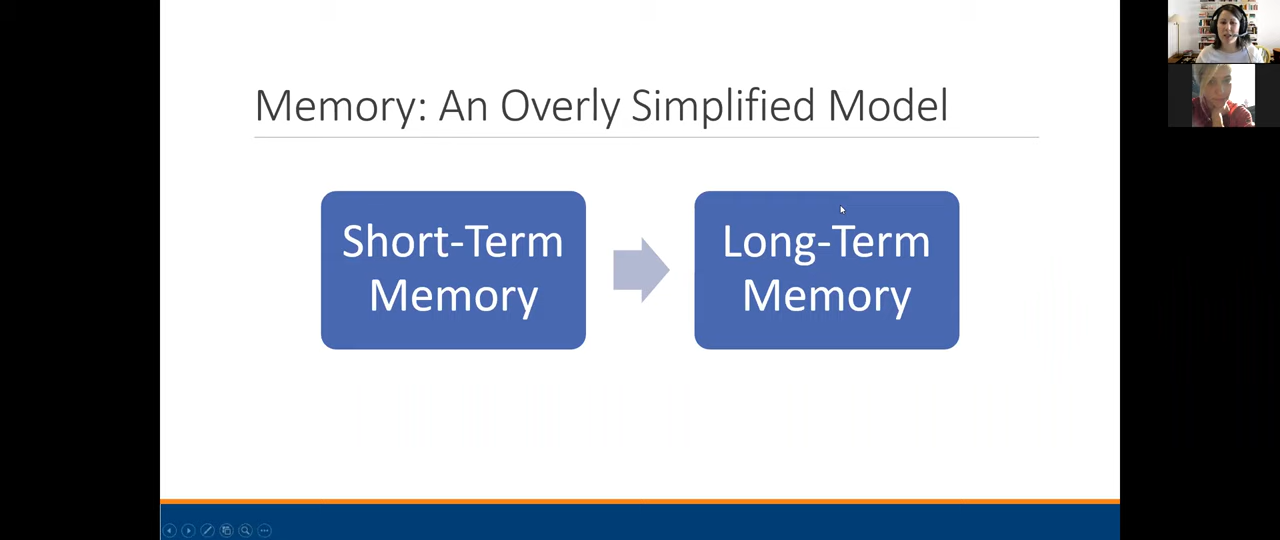 Memory: An Overly Simplified Model
Short-Term
Memory
Long-Term
Memory